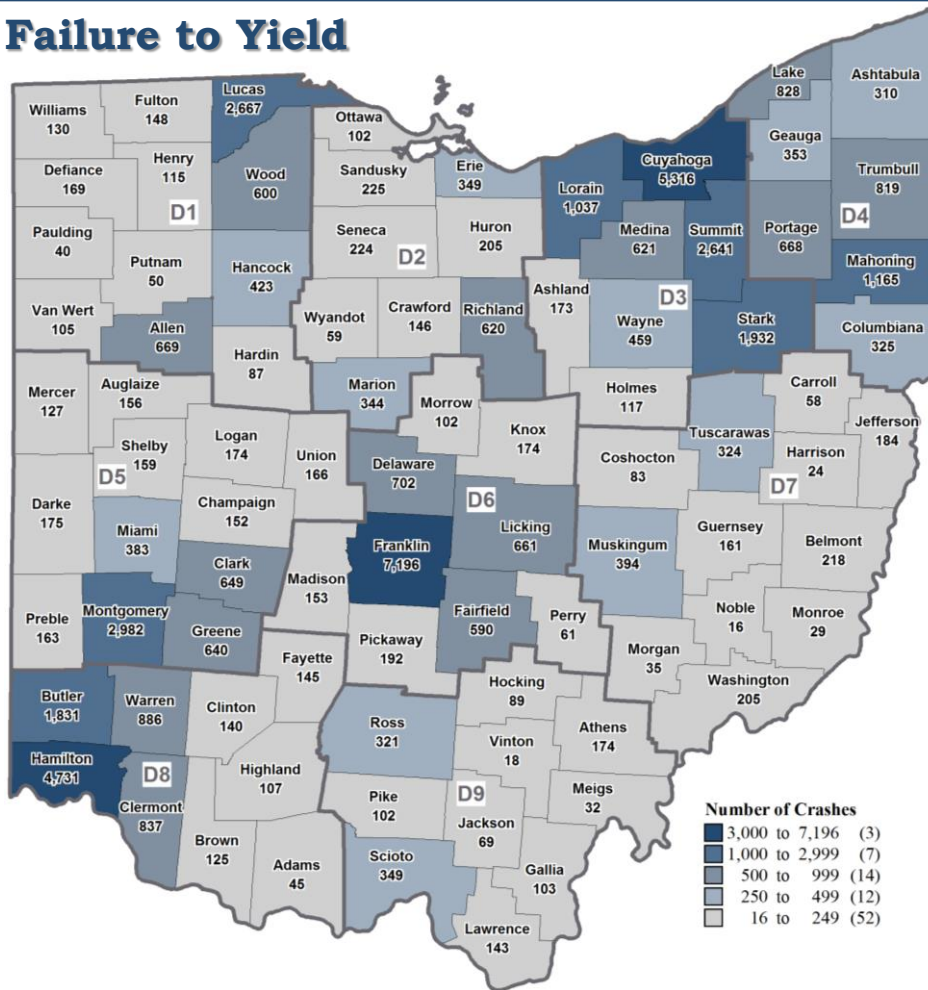 Failure to Yield
Williams
130
Fulton
148
Lucas
2,667
Ottawa
102
Lake
828
Ashtabula
310
Defiance
169
Henry
115
Wood
600
Sandusky
225
Erie
349
Lorain
1,037
Cuyahoga
5,316
Geauga
353
Trumbull
819
D1
Paulding
40
Putnam
50
Hancock
423
Seneca
224
D2
Huron
205
Medina
621
Summit
2,641
Portage
668
D4
Mahoning
1,165
Van Wert
105
Allen
669
Hardin
87
Wyandot
59
Crawford
146
Richland
620
Ashland
173
D3
Wayne
459
Stark
1,932
Columbiana
325
Mercer
127
Auglaize
156
Marion
344
Morrow
102
Knox
174
Holmes
117
Tuscarawas
324
Carroll
58
Jefferson
184
Shelby
159
D5
Logan
174
Union
166
Delaware
702
Coshocton
83
Harrison
24
D7
Darke
175
Miami
383
Champaign
152
D6
Licking
661
Muskingum
394
Guernsey
161
Belmont
218
Clark
649
Madison
153
Franklin
7,196
Fairfield
590
Perry
61
Noble
16
Monroe
29
Preble
163
Montgomery
2,982
Greene
640
Fayette
145
Pickaway
192
Hocking
89
Morgan
35
Washington
205
Butler
1,831
Warren
886
Clinton
140
Ross
321
Vinton
18
Athens
174
Hamilton
4,731
D8
Clermont
837
Highland
107
Pike
102
D9
Jackson
69
Meigs
32
Brown
125
Adams
45
Scioto
349
Gallia
103
Lawrence
143
Number of Crashes
3,000 to 7,196 (3)
1,000 to 2,999 (7)
500 to 999 (14)
250 to 499 (12)
16 to 249 (52)